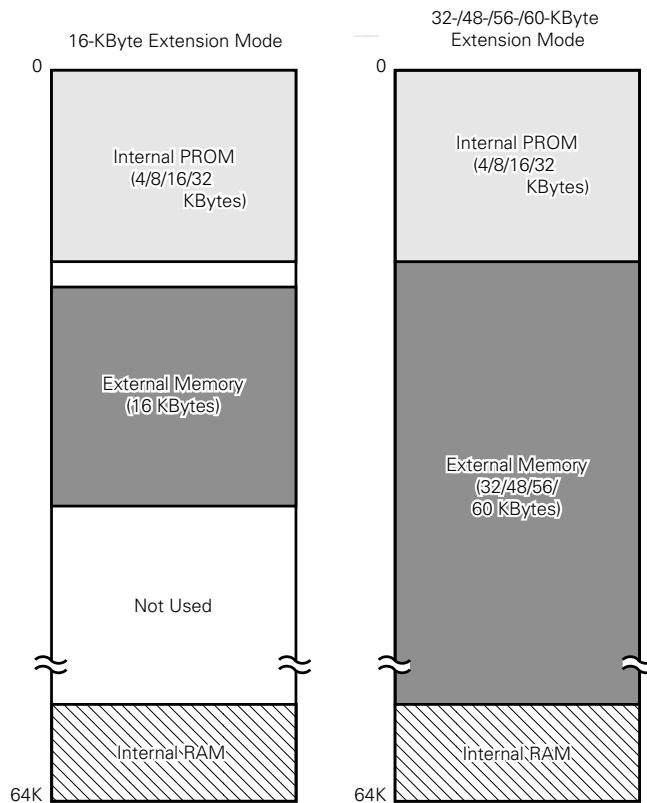 16-KByte Extension Mode
0
Internal PROM
(4/8/16/32
KBytes)
External Memory
(16 KBytes)
Not Used
Internal RAM
64K
32-/48-/56-/60-KByte
Extension Mode
0
Internal PROM
(4/8/16/32
KBytes)
External Memory
(32/48/56/
60 KBytes)
Internal RAM
64K